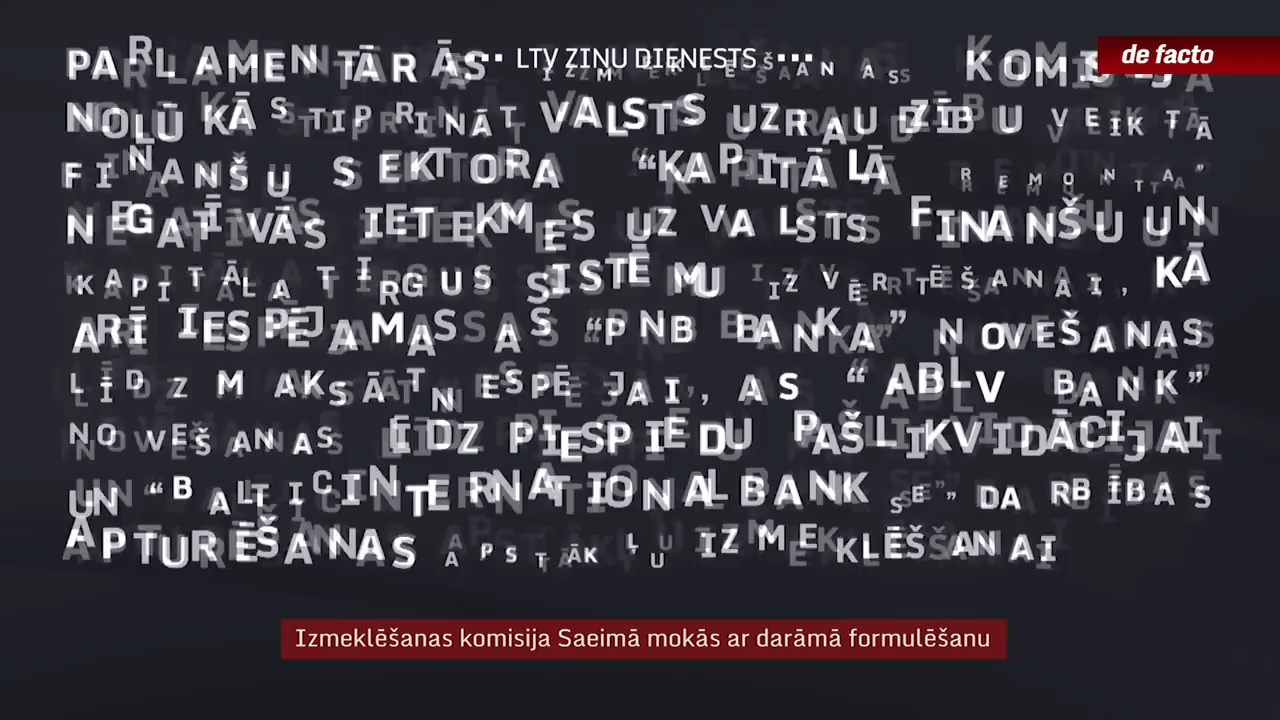 ••• LTV ZIŅU DIENESTS •••
de facto
PARLAMENTĀRĀS IZMEKLĒŠANAS KOMISIJA
NOLŪKĀ STIPRINĀT VALSTS UZRAUDZĪBU VEIKTĀ
FINANŠU SEKTORA “KAPITĀLĀ REMONTA”
NEGATĪVĀS IETEKMES UZ VALSTS FINANŠU UN
KAPITĀLA TIRGUS SISTĒMU IZVĒRTĒŠANAI, KĀ
ARĪ IESPĒJAMAS AS “PNB BANKA” NOVEŠANAS
LĪDZ MAKSĀTNESPĒJAI, AS “ABLV BANK”
NOVEŠANAS LĪDZ PIESPIEDU PAŠLIKVIDĀCIJAI
UN “BALTIC INTERNATIONAL BANK SE” DARBĪBAS
APTURĒŠANAS APSTĀKĻU IZMEKLĒŠANAI
Izmeklēšanas komisija Saeimā mokās ar darāmā formulēšanu